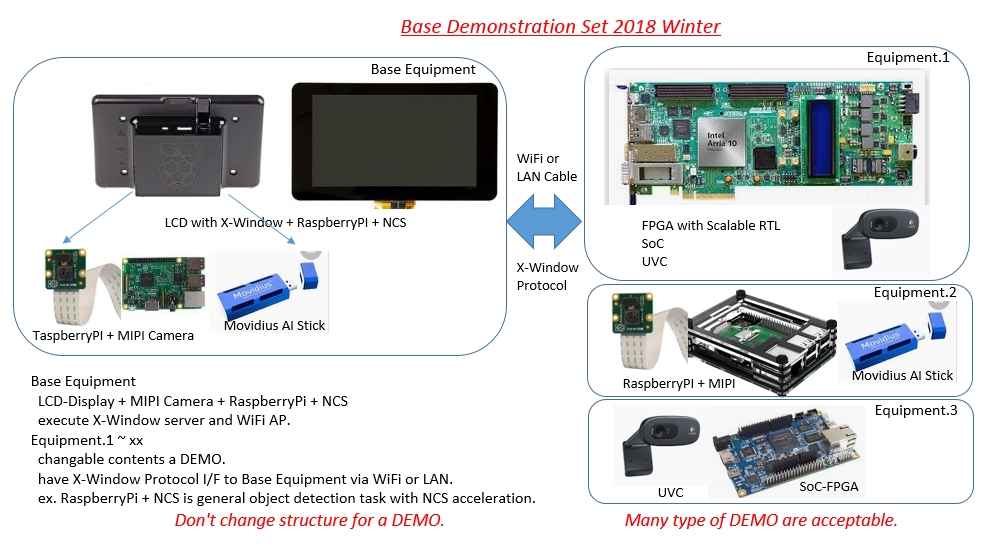 Base Demonstration Set 2018 Winter
Base Equipment
LCD with X-Window + RaspberryPI + NCS
Movidius
TaspberryPI + MIPI Camera
Movidius AI Stick
WiFi or
LAN Cable
X-Window
Protocol
Equipment.1
Intel
Arria 10
FPGA with Scalable RTL
SoC
UVC
Equipment.2
Movidius
RaspberryPI + MIPI
Movidius AI Stick
Equipment.3
UVC
SoC-FPGA
Base Equipment
LCD-Display + MIPI Camera + RaspberryPi + NCS
execute X-Window server and WiFi AP.
Equipment.1 ~ xx
changable contents a DEMO.
have X-Window Protocol I/F to Base Equipment via WiFi or LAN.
ex. RaspberryPi + NCS is general object detection task with NCS acceleration.
Don't change structure for a DEMO.
Many type of DEMO are acceptable.